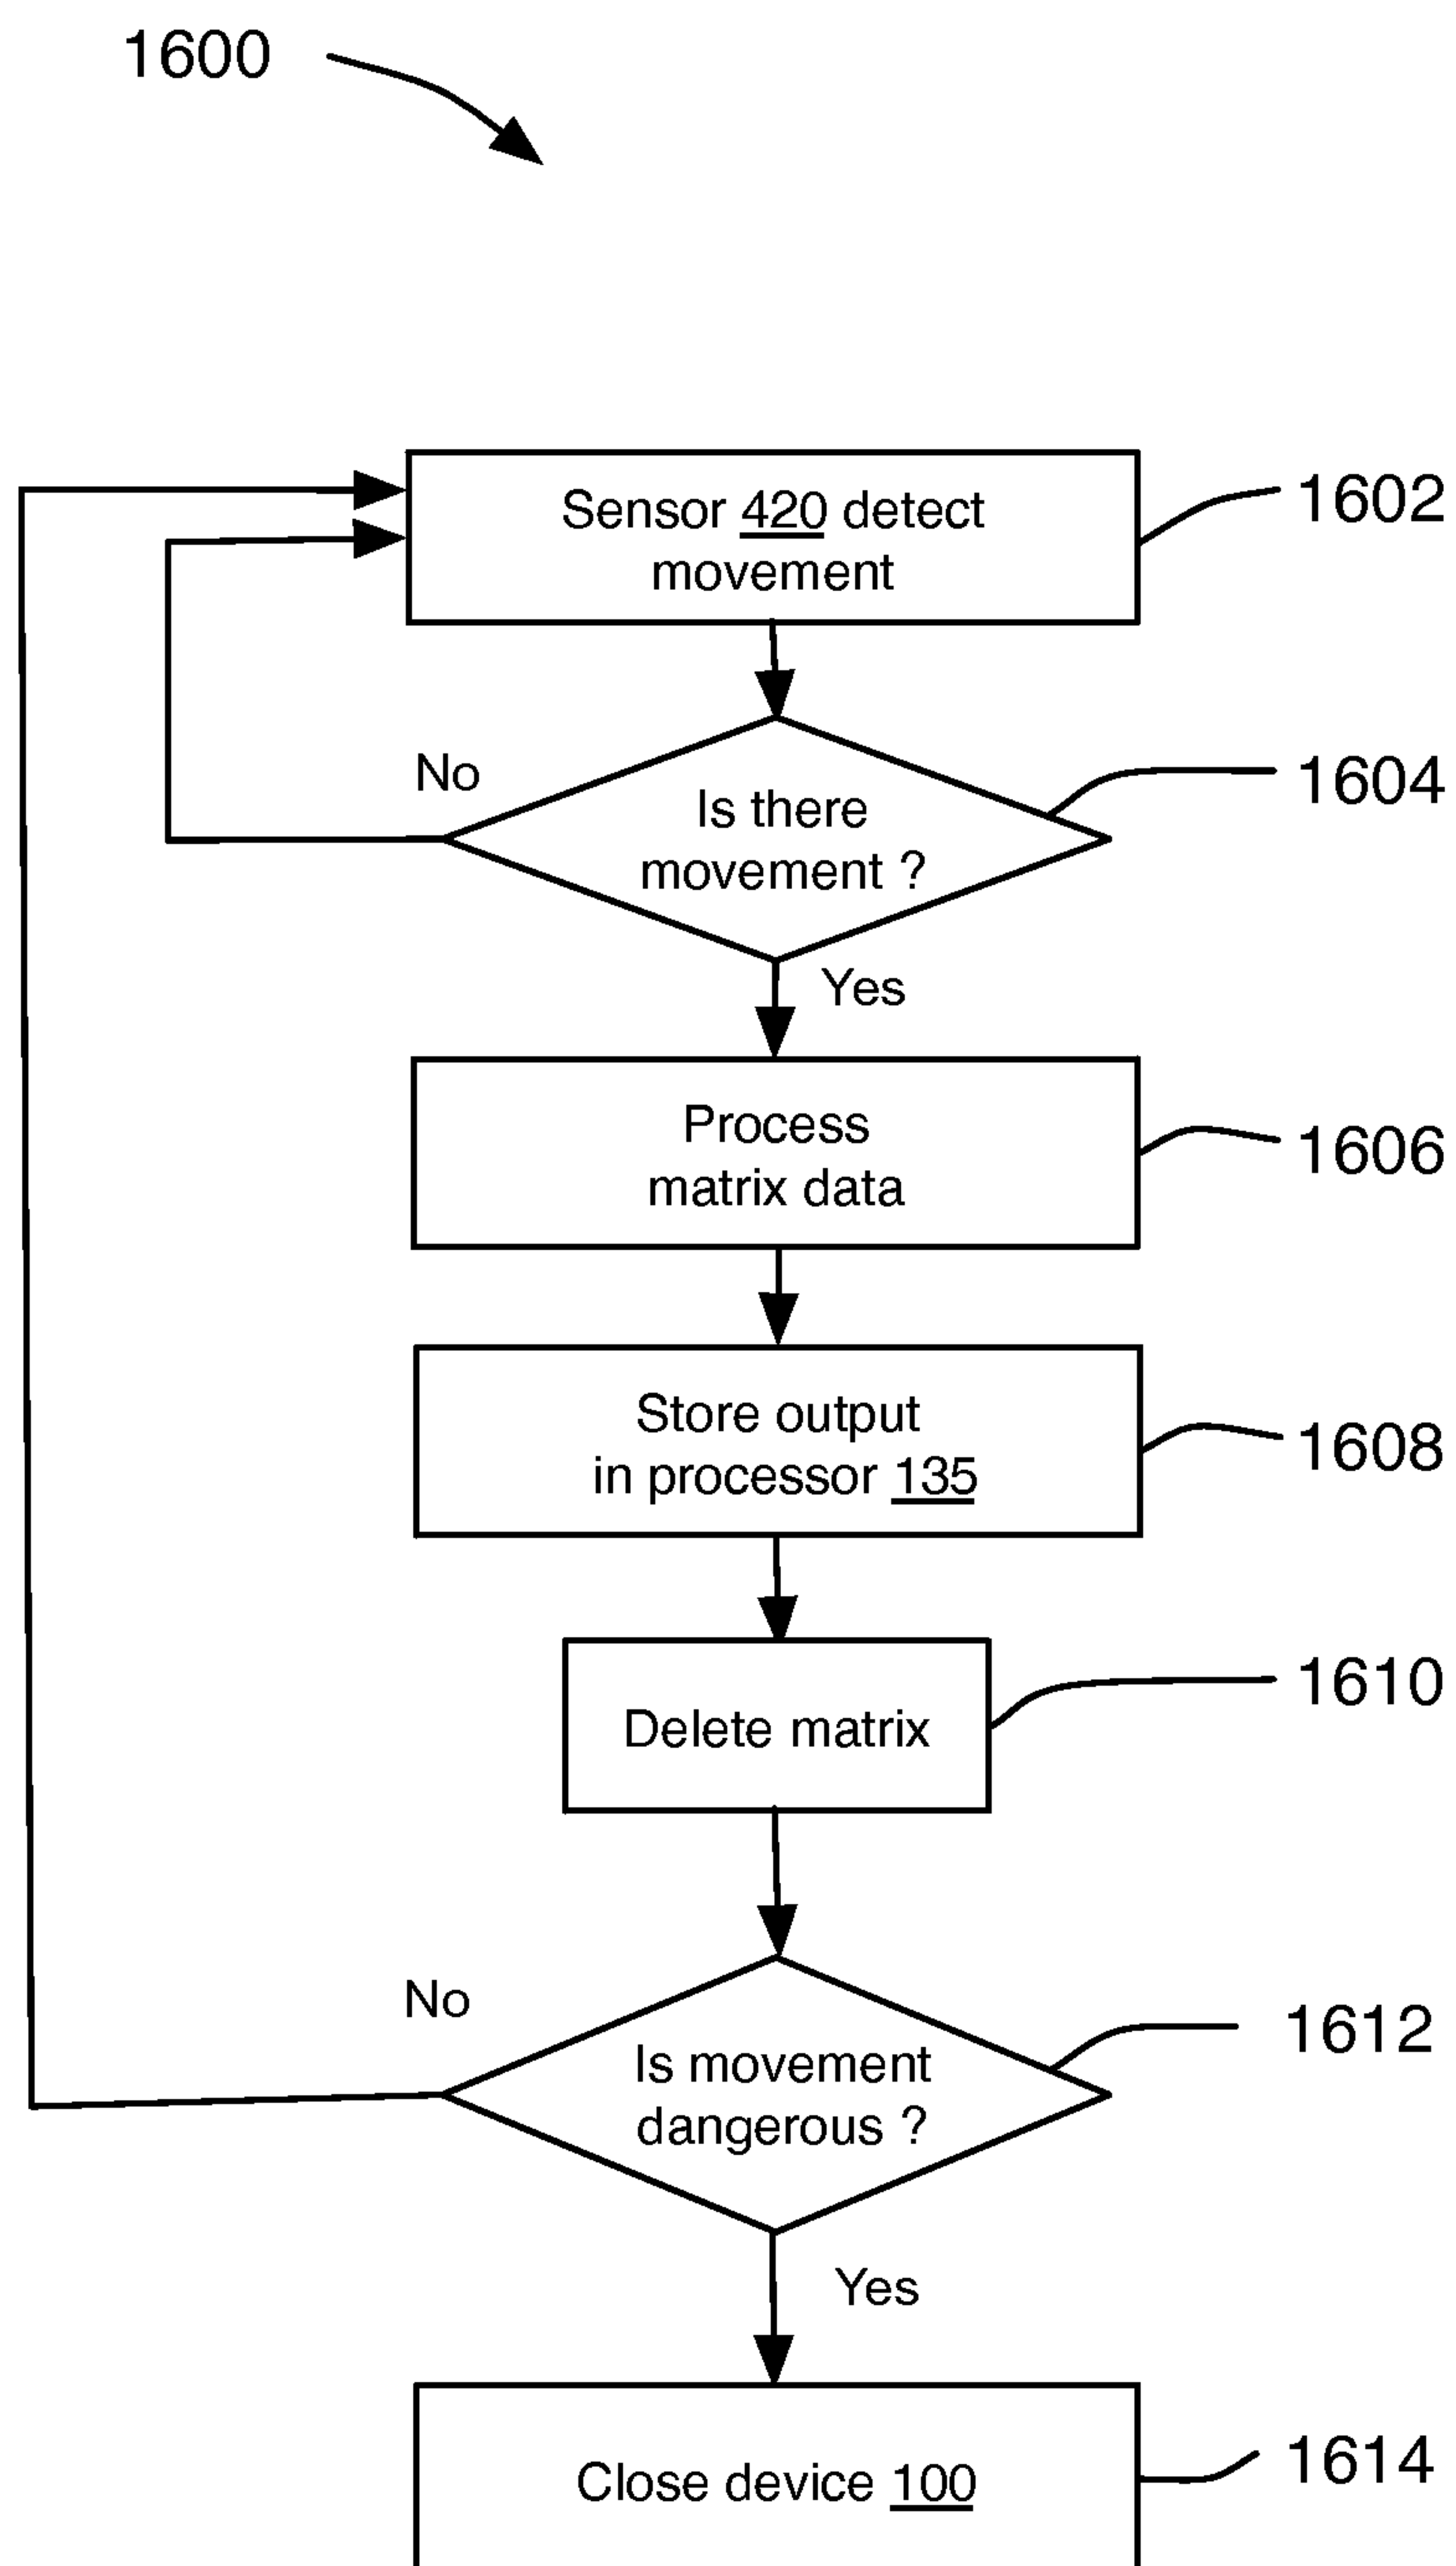 1600
Sensor 420 detect
movement
1602
No
Is there
movement ?
1604
Yes
Process
matrix data
1606
Store output
in processor 135
1608
Delete matrix
1610
No
Is movement
dangerous ?
1612
Yes
Close device 100
1614